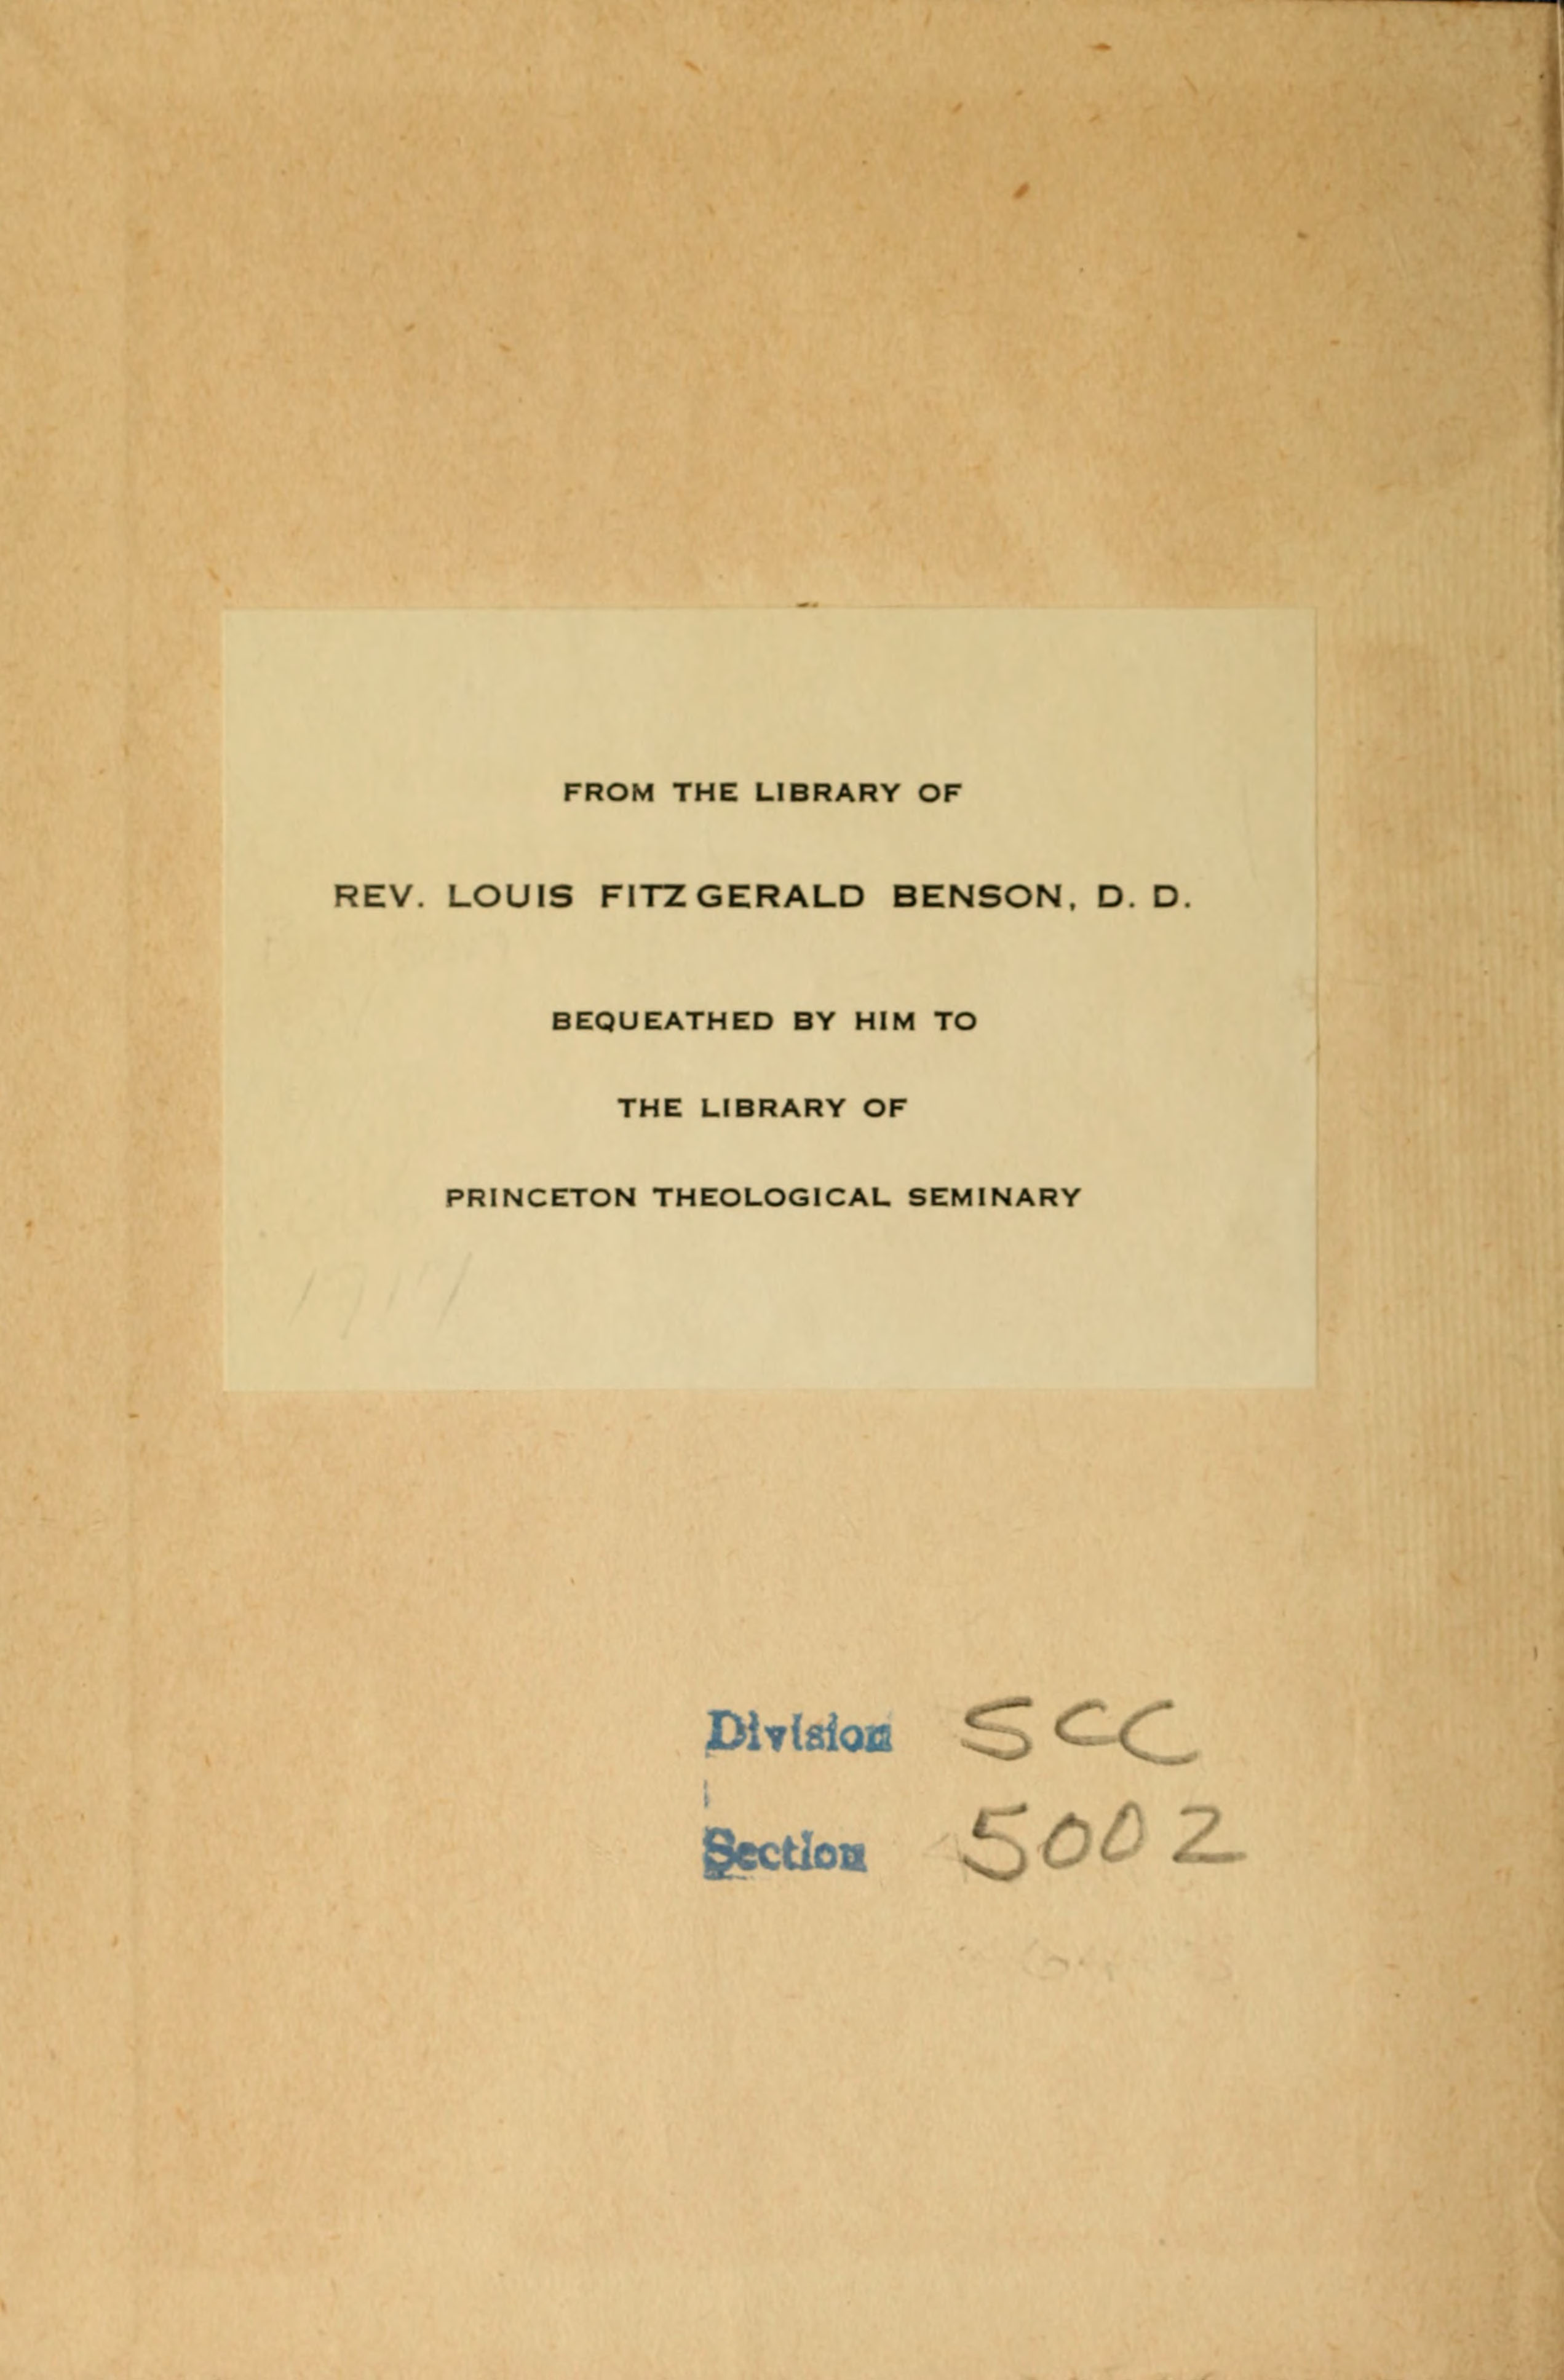 FROM THE LIBRARY OF
REV. LOUIS FITZGERALD BENSON, D. D.
BEQUEATHED BY HIM TO
THE LIBRARY OF
PRINCETON THEOLOGICAL SEMINARY
Division SCC
Section 5002